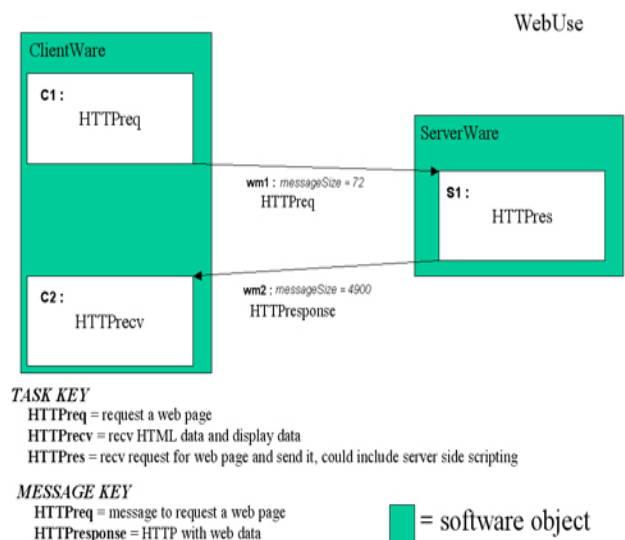 WebUse
ClientWare
C1 :
HTTPreq
ServerWare
wm1 : messageSize = 72
HTTPreq
S1 :
HTTPres
wm2 : messageSize = 4900
HTTPresponse
C2 :
HTTPrecv
TASK KEY
HTTPreq = request a web page
HTTPrecv = recv HTML data and display data
HTTPres = recv request for web page and send it, could include server side scripting
MESSAGE KEY
HTTPreq = message to request a web page
HTTPresponse = HTTP with web data
= software object